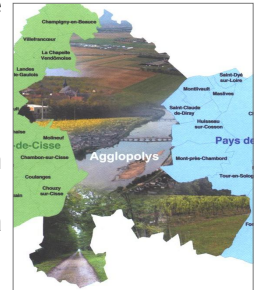 Champigny-en-Beauce
Villefrancoeur
La Chapelle
Vendômoise
Landes
-le-Gaulois
Saint-Dyé
sur-Loire
Montlivault
Maslives
Saint-Claude
de-Diray
Huisseau
sur-Cosson
Molineuf
-de-Cisse
Pays de
Chambon-sur-Cisse
Agglopolys
Mont-près-Chambord
Coulanges
Tour-en-Solog
Chouzy
sur-Cisse